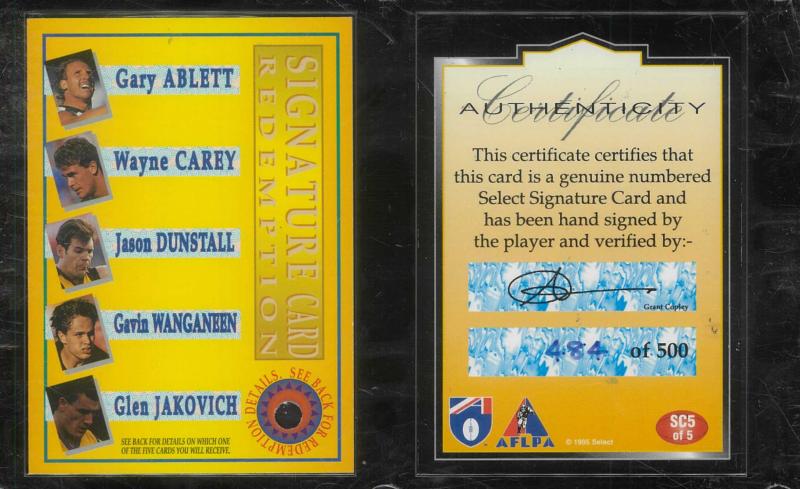 Gary ABLETT
Wayne CAREY
Jason DUNSTALL
Gavin WANGANEEN
Glen JAKOVICH
SIGNATURE CARD
REDEMPTION
SEE BACK FOR REDEMPTION DETAILS.
SEE BACK FOR DETAILS ON WHICH ONE
OF THE FIVE CARDS YOU WILL RECEIVE.
Certificate
AUTHENTICITY
This certificate certifies that
this card is a genuine numbered
Select Signature Card and
has been hand signed by
the player and verified by:-
Grant Copley
484 of 500
AFLPA
© 1995 Select
SC5
of 5